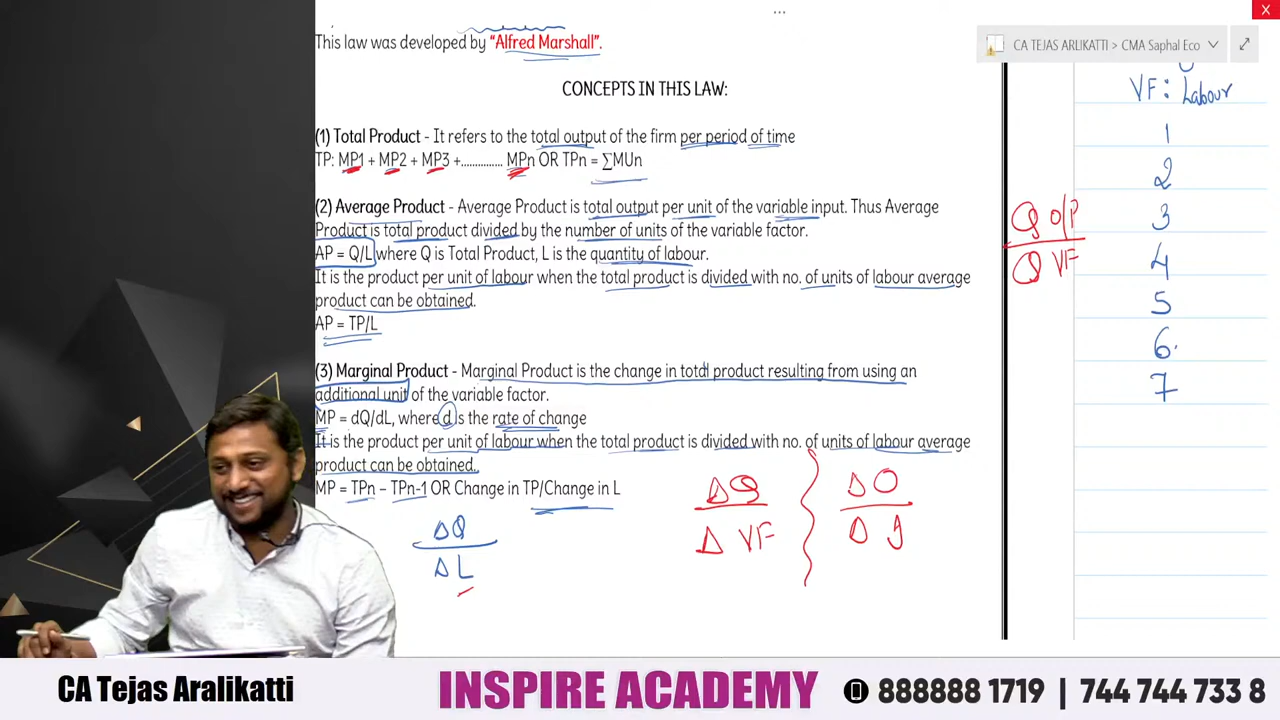 This law was developed by “Alfred Marshall”.
CA TEJAS ARLIKATTI > CMA Saphal Eco
CONCEPTS IN THIS LAW:
(1) Total Product - It refers to the total output of the firm per period of time
TP: MP1 + MP2 + MP3 +............... MPn OR TPn = ∑MUn
(2) Average Product - Average Product is total output per unit of the variable input. Thus Average
Product is total product divided by the number of units of the variable factor.
AP = Q/L where Q is Total Product, L is the quantity of labour.
It is the product per unit of labour when the total product is divided with no. of units of labour average
product can be obtained.
AP = TP/L
(3) Marginal Product - Marginal Product is the change in total product resulting from using an
additional unit of the variable factor.
MP = dQ/dL, where d is the rate of change
It is the product per unit of labour when the total product is divided with no. of units of labour average
product can be obtained.
MP = TPn – TPn-1 OR Change in TP/Change in L
ΔQ
ΔL
ΔQ
Δ VF
ΔO
Δ I
Q O/P
Q VF
VF: Labour
1
2
3
4
5
6.
7
CA Tejas Aralikatti
INSPIRE ACADEMY
888888 1719 | 744 744 733 8